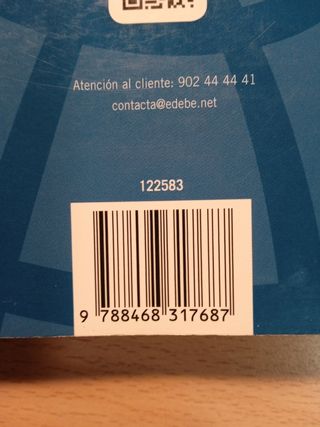 Atención al cliente: 902 44 44 41
contacta@edebe.net
122583
9 788468 317687